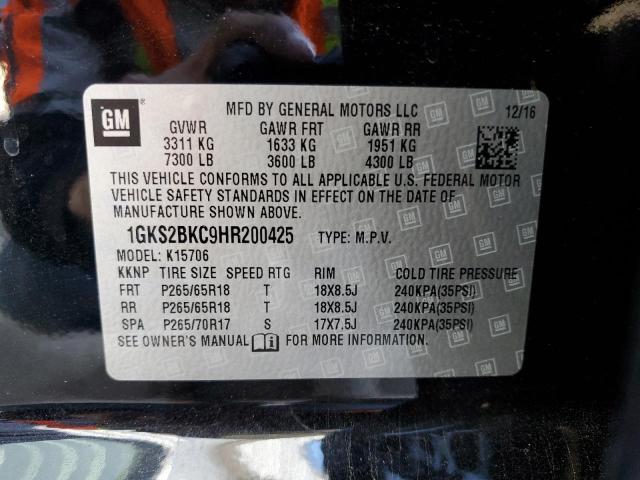 GM
MFD BY GENERAL MOTORS LLC 12/16
GVWR GAWR FRT GAWR RR
3311 KG 1633 KG 1951 KG
7300 LB 3600 LB 4300 LB
THIS VEHICLE CONFORMS TO ALL APPLICABLE U.S. FEDERAL MOTOR
VEHICLE SAFETY STANDARDS IN EFFECT ON THE DATE OF
MANUFACTURE SHOWN ABOVE.
1GKS2BKC9HR200425 TYPE: M.P.V.
MODEL: K15706
KKNP TIRE SIZE SPEED RTG RIM COLD TIRE PRESSURE
FRT P265/65R18 T 18X8.5J 240KPA(35PSI)
RR P265/65R18 T 18X8.5J 240KPA(35PSI)
SPA P265/70R17 S 17X7.5J 240KPA(35PSI)
SEE OWNER'S MANUAL i FOR MORE INFORMATION.